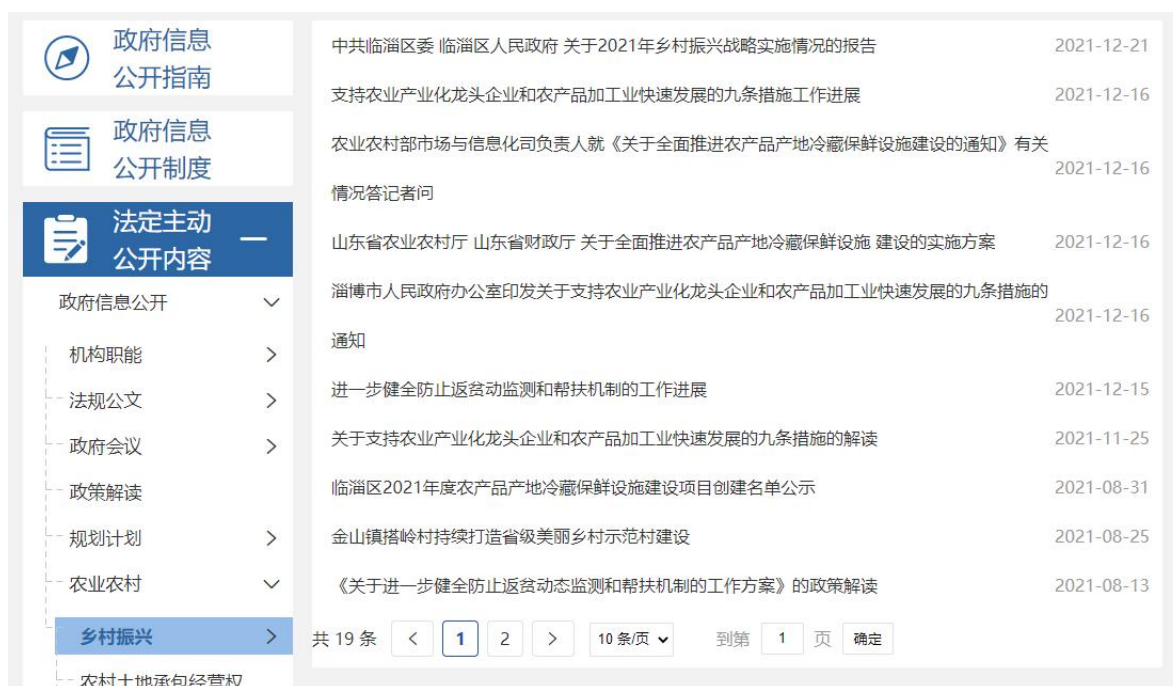 政府信息
公开指南
政府信息
公开制度
法定主动
公开内容
政府信息公开
机构职能
法规公文
政府会议
政策解读
规划计划
农业农村
乡村振兴
农村土地承包经营权
中共临淄区委 临淄区人民政府 关于2021年乡村振兴战略实施情况的报告 2021-12-21
支持农业产业化龙头企业和农产品加工业快速发展的九条措施工作进展 2021-12-16
农业农村部市场与信息化司负责人就《关于全面推进农产品产地冷藏保鲜设施建设的通知》有关
情况答记者问 2021-12-16
山东省农业农村厅 山东省财政厅 关于全面推进农产品产地冷藏保鲜设施 建设的实施方案 2021-12-16
淄博市人民政府办公室印发关于支持农业产业化龙头企业和农产品加工业快速发展的九条措施的
通知 2021-12-16
进一步健全防止返贫动监测和帮扶机制的工作进展 2021-12-15
关于支持农业产业化龙头企业和农产品加工业快速发展的九条措施的解读 2021-11-25
临淄区2021年度农产品产地冷藏保鲜设施建设项目创建名单公示 2021-08-31
金山镇搭岭村持续打造省级美丽乡村示范村建设 2021-08-25
《关于进一步健全防止返贫动态监测和帮扶机制的工作方案》的政策解读 2021-08-13
共 19 条 < 1 2 > 10 条/页 到第 1 页 确定